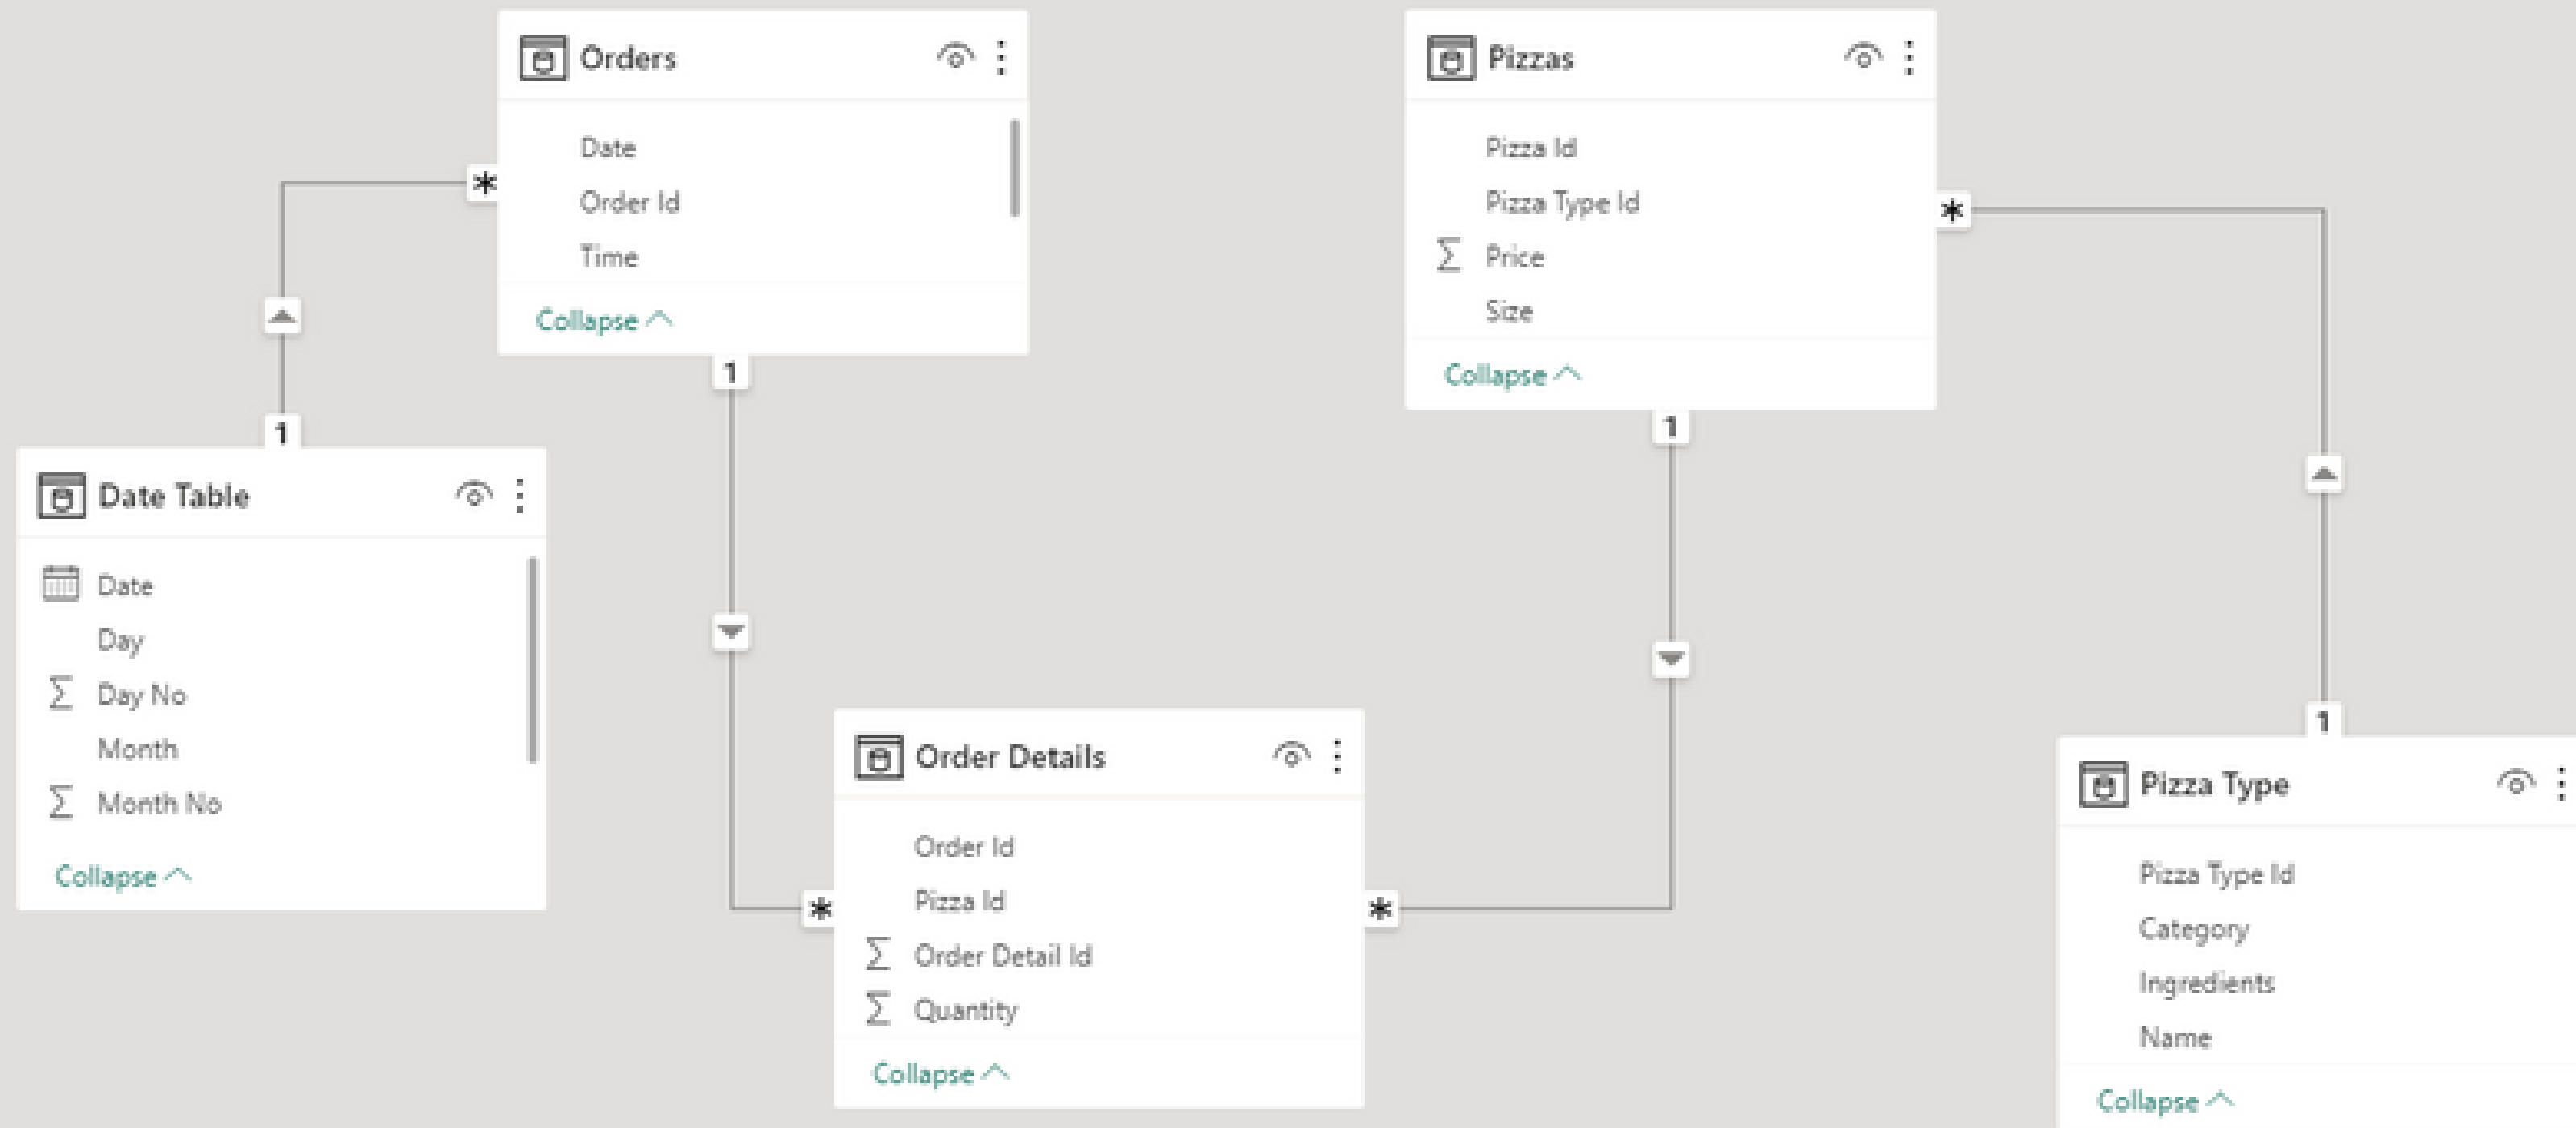 Orders
Date
Order Id
Time
Collapse
*
1
Pizzas
Pizza Id
Pizza Type Id
Σ Price
Size
Collapse
*
1
1
Date Table
Date
Day
Σ Day No
Month
Σ Month No
Collapse
Order Details
Order Id
Pizza Id
Σ Order Detail Id
Σ Quantity
Collapse
*
*
1
Pizza Type
Pizza Type Id
Category
Ingredients
Name
Collapse